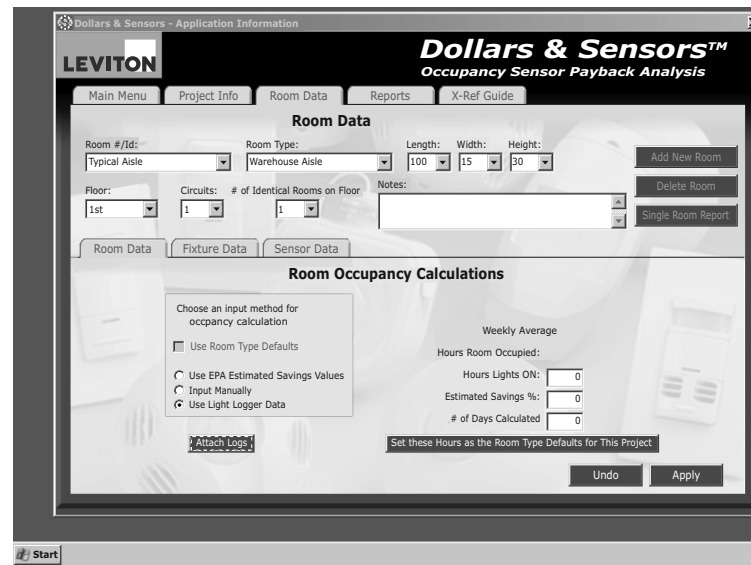 Dollars & Sensors - Application Information
LEVITON
Dollars & Sensors™
Occupancy Sensor Payback Analysis
Main Menu
Project Info
Room Data
Reports
X-Ref Guide
Room Data
Room #/Id:
Room Type:
Length:
Width:
Height:
Typical Aisle
Warehouse Aisle
100
15
30
Add New Room
Floor:
Circuits:
# of Identical Rooms on Floor
Notes:
Delete Room
1st
1
1
Single Room Report
Room Data
Fixture Data
Sensor Data
Room Occupancy Calculations
Choose an input method for
occpancy calculation
Use Room Type Defaults
Use EPA Estimated Savings Values
Input Manually
Use Light Logger Data
Attach Logs
Weekly Average
Hours Room Occupied:
Hours Lights ON: 0
Estimated Savings %: 0
# of Days Calculated 0
Set these Hours as the Room Type Defaults for This Project
Undo
Apply
Start